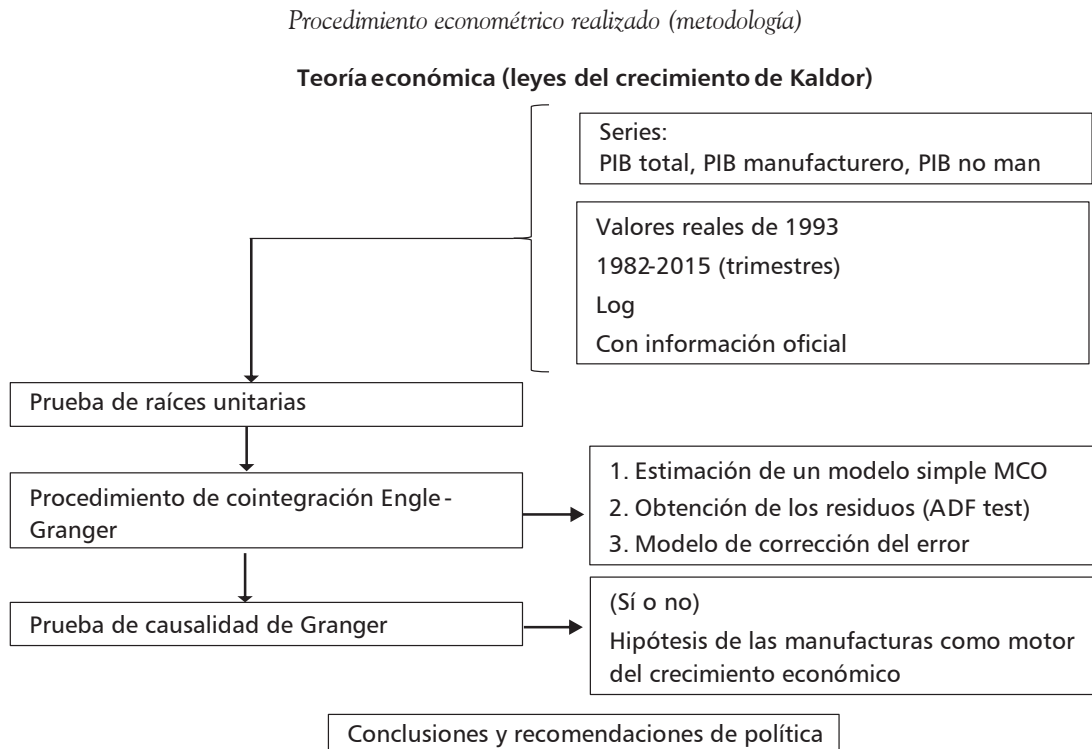 Procedimiento econométrico realizado (metodología)
Teoría económica (leyes del crecimiento de Kaldor)
Series:
PIB total, PIB manufacturero, PIB no man
Valores reales de 1993
1982-2015 (trimestres)
Log
Con información oficial
Prueba de raíces unitarias
Procedimiento de cointegración Engle-
Granger
1. Estimación de un modelo simple MCO
2. Obtención de los residuos (ADF test)
3. Modelo de corrección del error
Prueba de causalidad de Granger
(Sí o no)
Hipótesis de las manufacturas como motor
del crecimiento económico
Conclusiones y recomendaciones de política